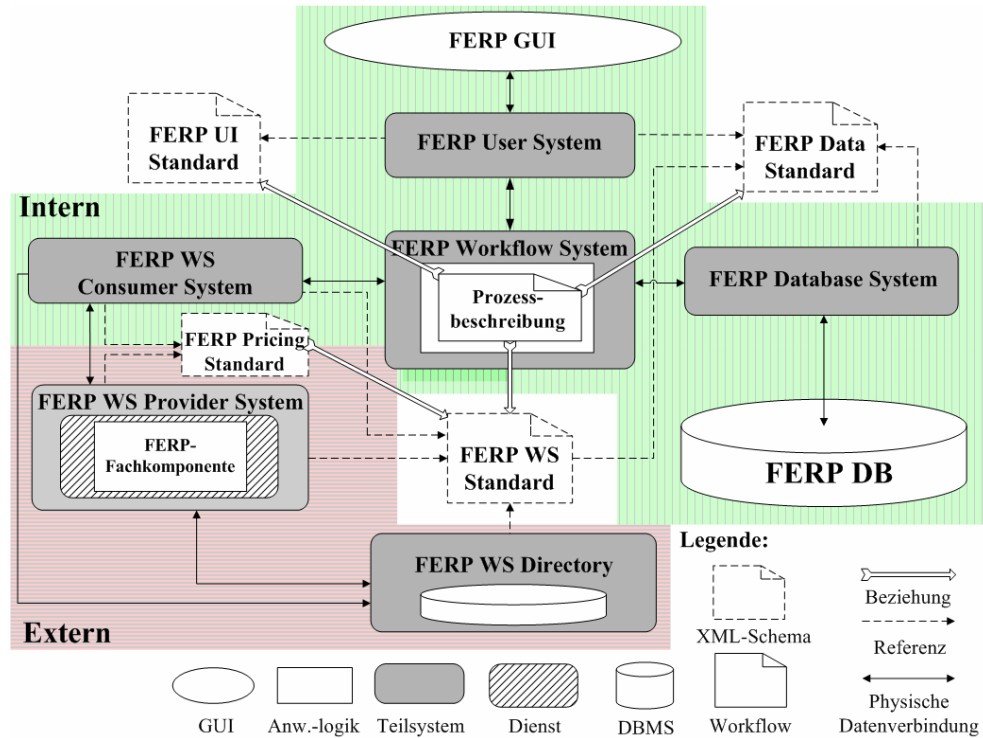 FERP GUI
FERP UI
Standard
FERP User System
FERP Data
Standard
Intern
FERP WS
Consumer System
FERP Workflow System
Prozess-
beschreibung
FERP Database System
FERP Pricing
Standard
FERP WS Provider System
FERP-
Fachkomponente
FERP WS
Standard
FERP DB
FERP WS Directory
Extern
Legende:
XML-Schema
Beziehung
Referenz
Physische
Datenverbindung
GUI
Anw.-logik
Teilsystem
Dienst
DBMS
Workflow